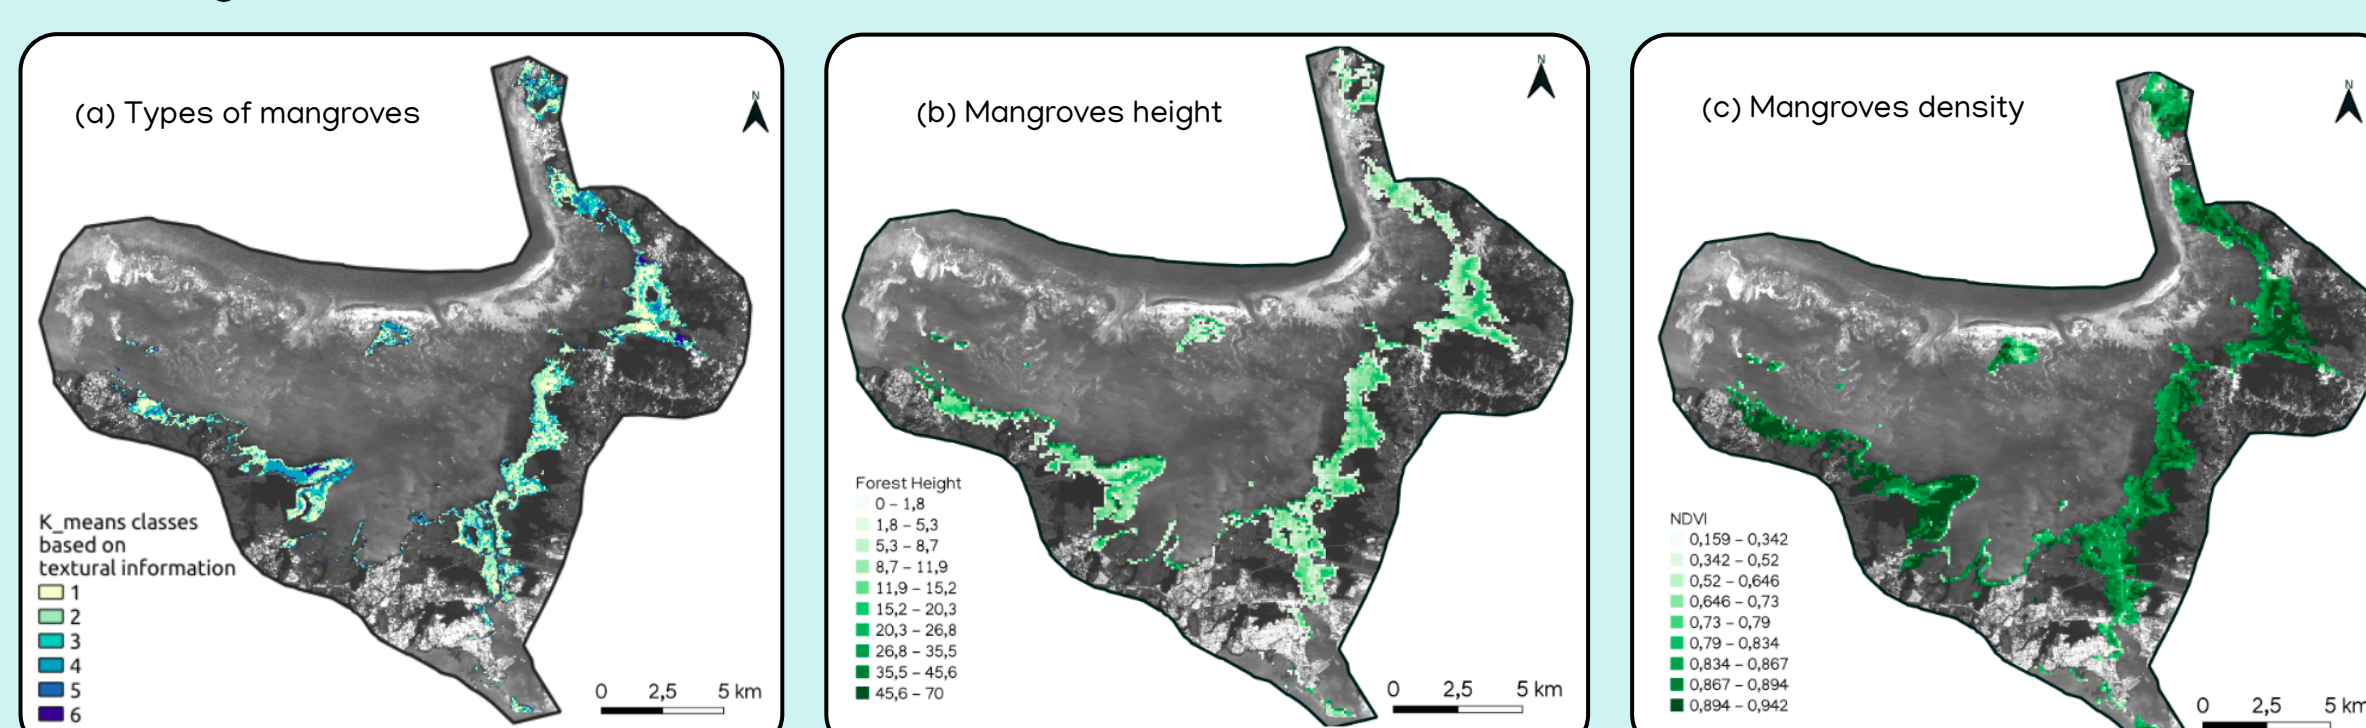 (a) Types of mangroves
N
K_means classes
based on
textural information
1
2
3
4
5
6
0 2,5 5 km
(b) Mangroves height
N
Forest Height
0 – 1,8
1,8 – 5,3
5,3 – 8,7
8,7 – 11,9
11,9 – 15,2
15,2 – 20,3
20,3 – 26,8
26,8 – 35,5
35,5 – 45,6
45,6 – 70
0 2,5 5 km
(c) Mangroves density
N
NDVI
0,159 – 0,342
0,342 – 0,52
0,52 – 0,646
0,646 – 0,73
0,73 – 0,79
0,79 – 0,834
0,834 – 0,867
0,867 – 0,894
0,894 – 0,942
0 2,5 5 km